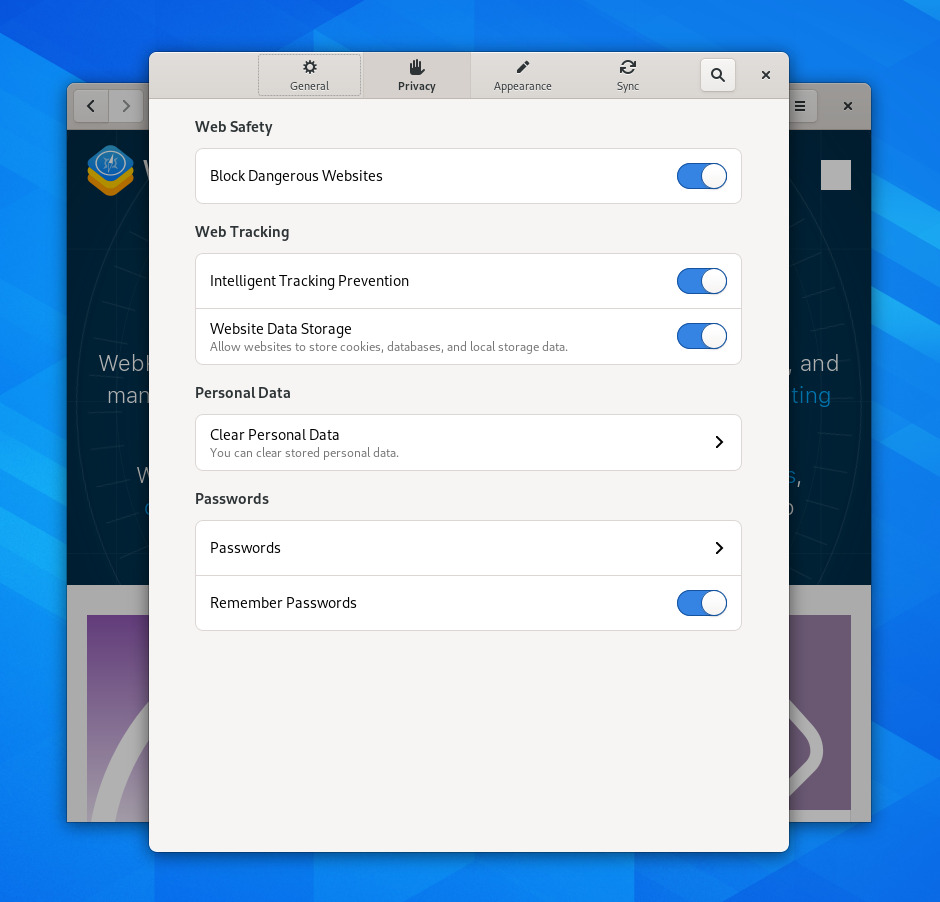 General
Privacy
Appearance
Sync
Web Safety
Block Dangerous Websites
Web Tracking
Intelligent Tracking Prevention
Website Data Storage
Allow websites to store cookies, databases, and local storage data.
Personal Data
Clear Personal Data
You can clear stored personal data.
Passwords
Passwords
Remember Passwords
, and